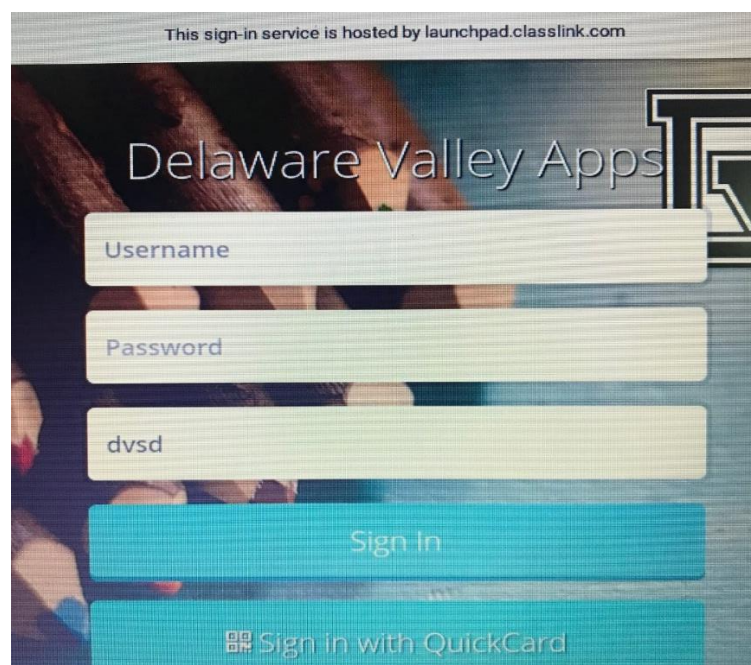 This sign-in service is hosted by launchpad.classlink.com
Delaware Valley Apps
Username
Password
dvsd
Sign In
Sign in with QuickCard